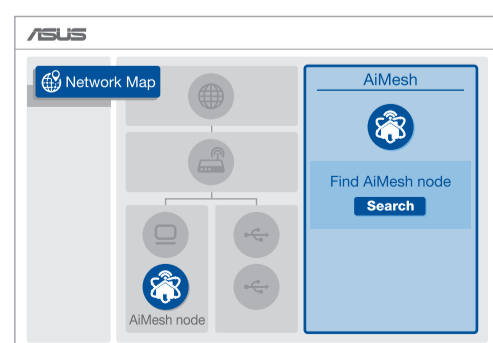 ASUS
Network Map
AiMesh
Find AiMesh node
Search
AiMesh node